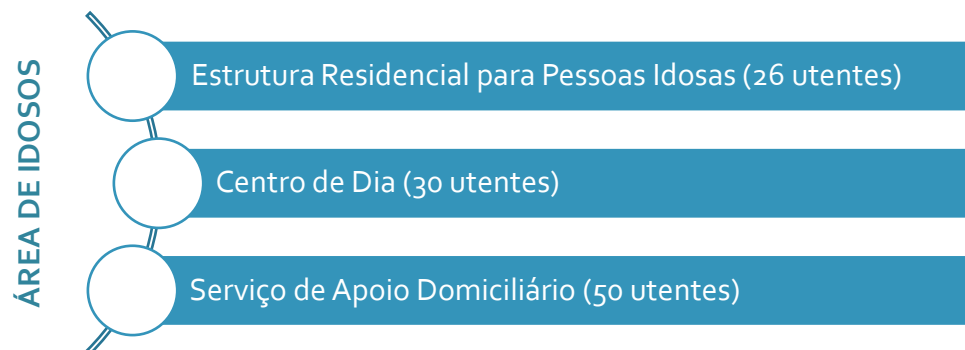 ÁREA DE IDOSOS
Estrutura Residencial para Pessoas Idosas (26 utentes)
Centro de Dia (30 utentes)
Serviço de Apoio Domiciliário (50 utentes)